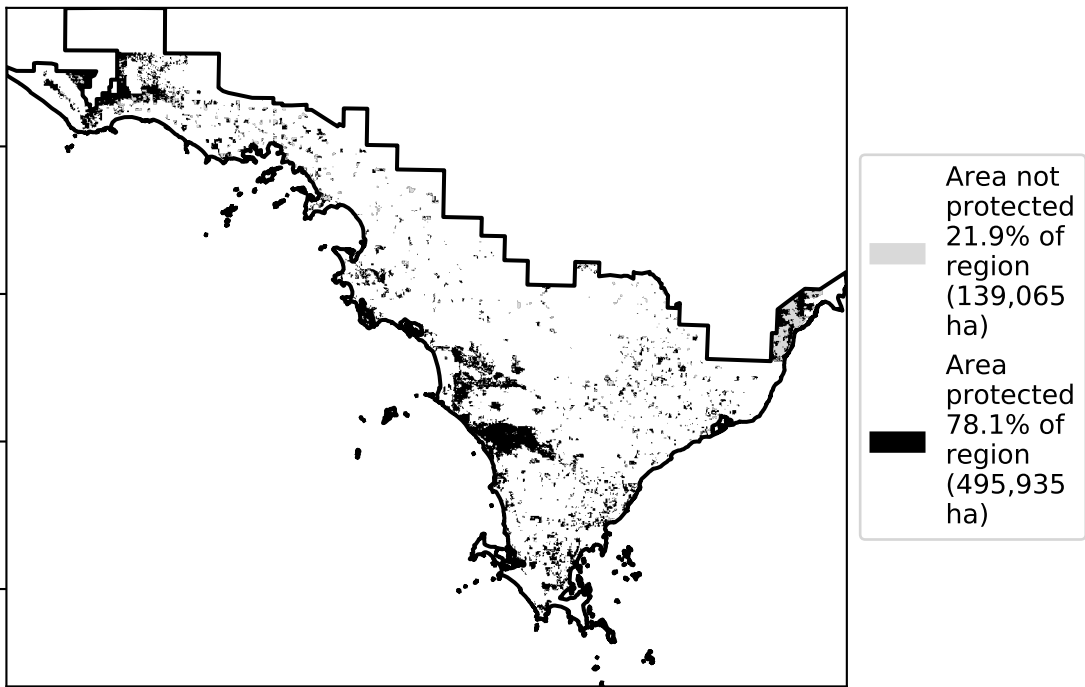 Area not
protected
21.9% of
region
(139,065
ha)
Area
protected
78.1% of
region
(495,935
ha)